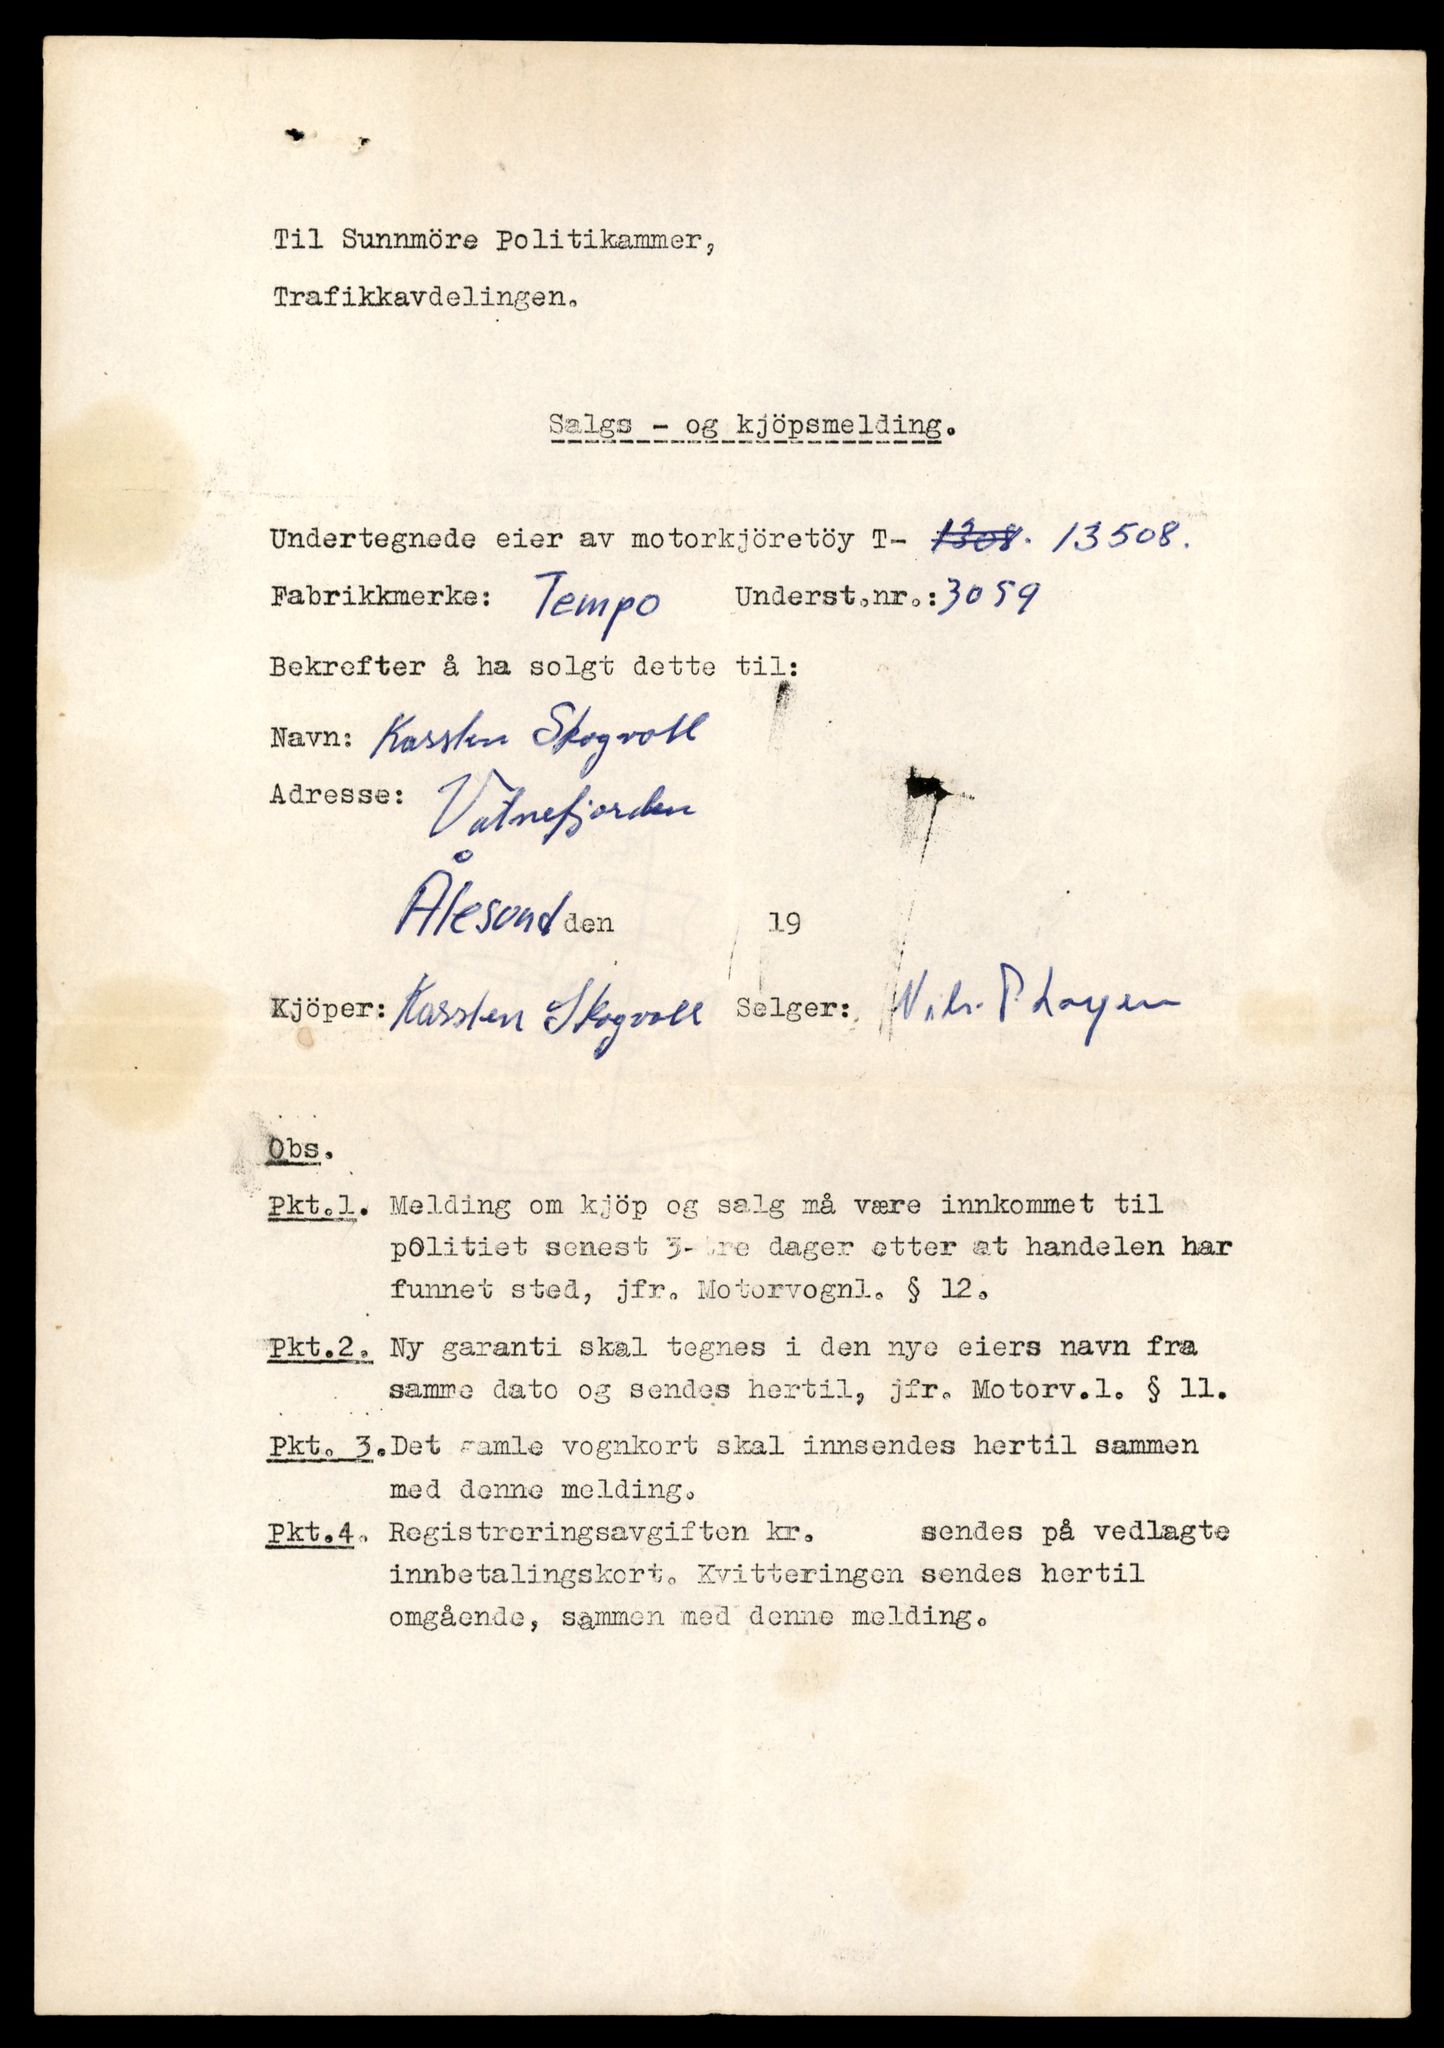 Til Sunnmöre Politikammer,
Trafikkavdelingen.
Salgs - og kjöpsmelding.
Undertegnede eier av motorkjöretöy T- 1308. 13508.
Fabrikkmerke: Tempo Underst.nr.: 3059
Bekrefter å ha solgt dette til:
Navn: Karsten Skogvoll
Adresse: Vatnefjorden
Ålesund den 19
Kjöper: Karsten Skogvoll Selger: P
Obs.
Pkt.1. Melding om kjöp og salg må være innkommet til
politiet senest 3-tre dager etter at handelen har
funnet sted, jfr. Motorvognl. § 12.
Pkt.2. Ny garanti skal tegnes i den nye eiers navn fra
samme dato og sendes hertil, jfr. Motorv.l. § 11.
Pkt. 3. Det gamle vognkort skal innsendes hertil sammen
med denne melding.
Pkt.4. Registreringsavgiften kr. sendes på vedlagte
innbetalingskort. Kvitteringen sendes hertil
omgående, sammen med denne melding.